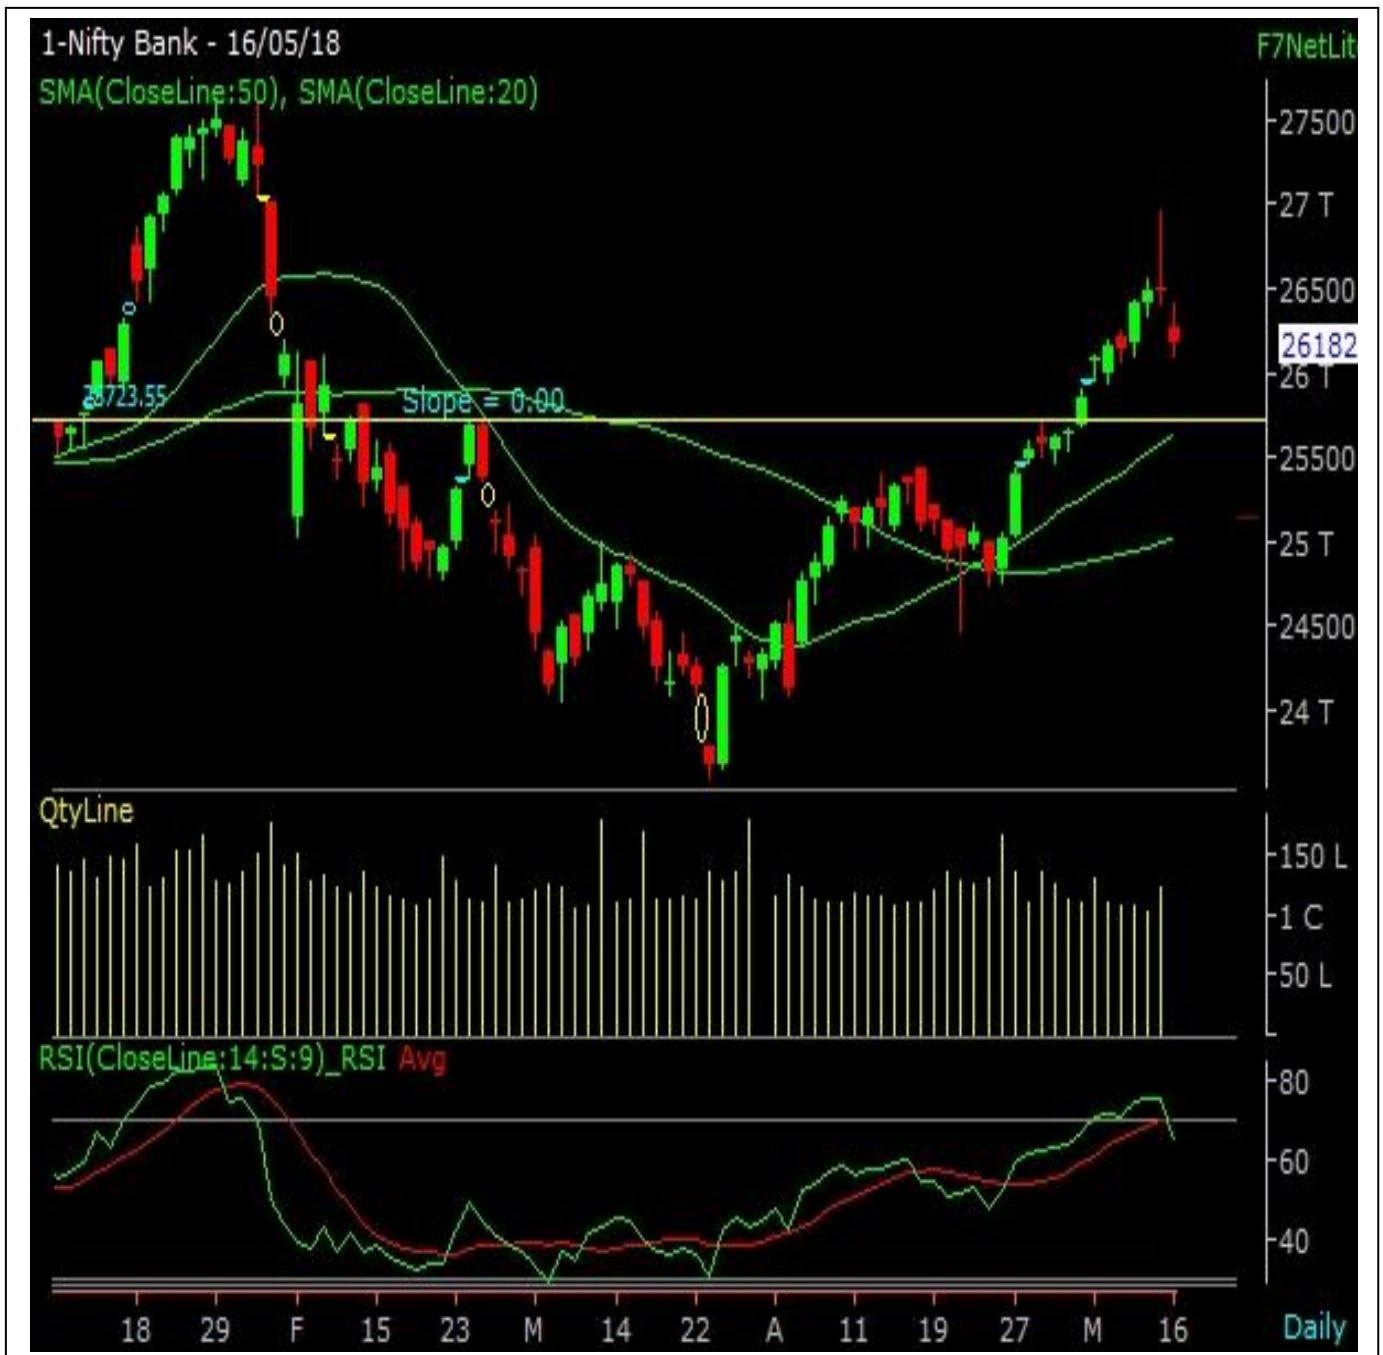 1-Nifty Bank - 16/05/18
F7NetLit
SMA(CloseLine:50), SMA(CloseLine:20)
27500
27 T
26500
26182
26 T
25723.55
Slope = 0:00
25500
25 T
24500
24 T
QtyLine
150 L
1 C
50 L
RSI(CloseLine:14:S:9)_RSI Avg
80
60
40
18 29 F 15 23 M 14 22 A 11 19 27 M 16
Daily